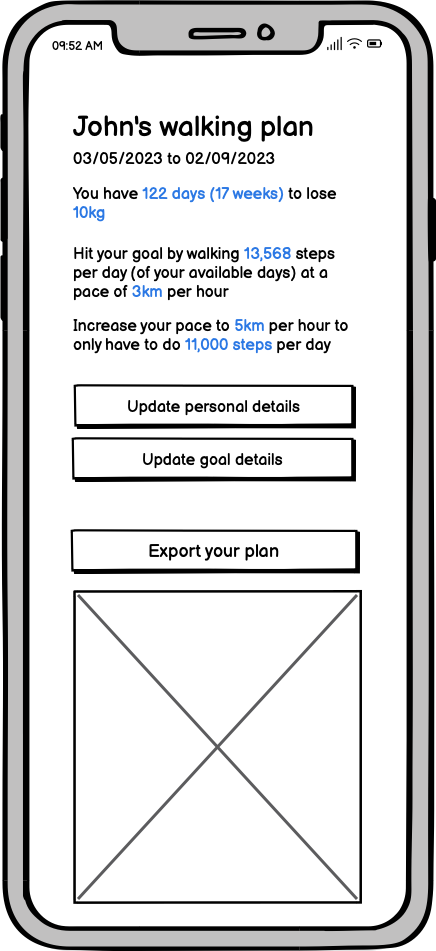 09:52 AM
John's walking plan
03/05/2023 to 02/09/2023
You have 122 days (17 weeks) to lose
10kg
Hit your goal by walking 13,568 steps
per day (of your available days) at a
pace of 3km per hour
Increase your pace to 5km per hour to
only have to do 11,000 steps per day
Update personal details
Update goal details
Export your plan